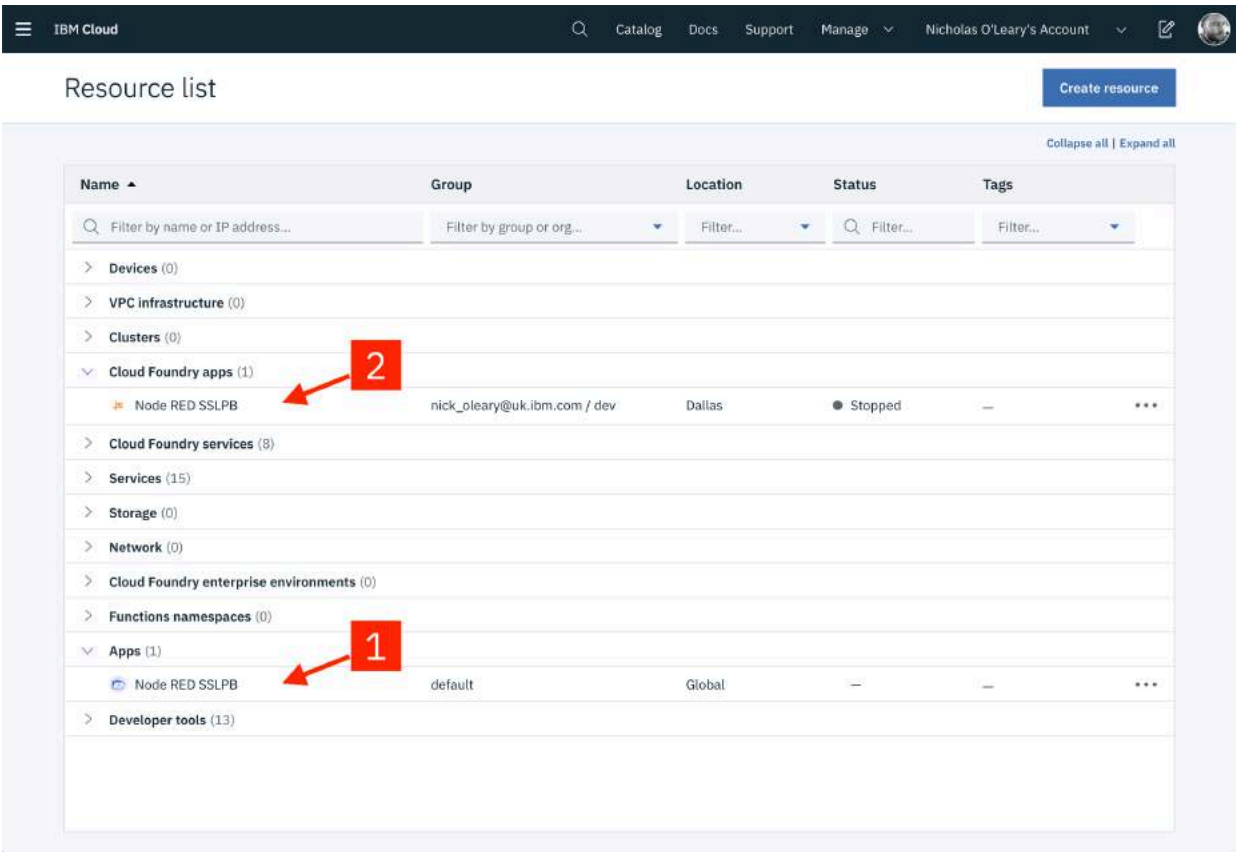 IBM Cloud Catalog Docs Support Manage Nicholas O'Leary's Account
Resource list Create resource
Collapse all | Expand all
Name Group Location Status Tags
Filter by name or IP address... Filter by group or org... Filter... Filter... Filter...
Devices (0)
VPC infrastructure (0)
Clusters (0)
Cloud Foundry apps (1) 2
JS Node RED SSLPB nick_oleary@uk.ibm.com / dev Dallas Stopped —
Cloud Foundry services (8)
Services (15)
Storage (0)
Network (0)
Cloud Foundry enterprise environments (0)
Functions namespaces (0)
Apps (1) 1
Node RED SSLPB default Global — —
Developer tools (13)